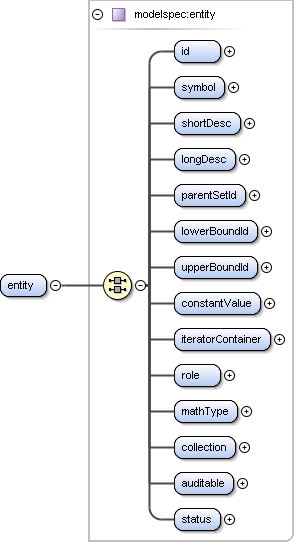 modelspec:entity
id
symbol
shortDesc
longDesc
parentSetId
lowerBoundId
upperBoundId
entity
constantValue
iteratorContainer
role
mathType
collection
auditable
status